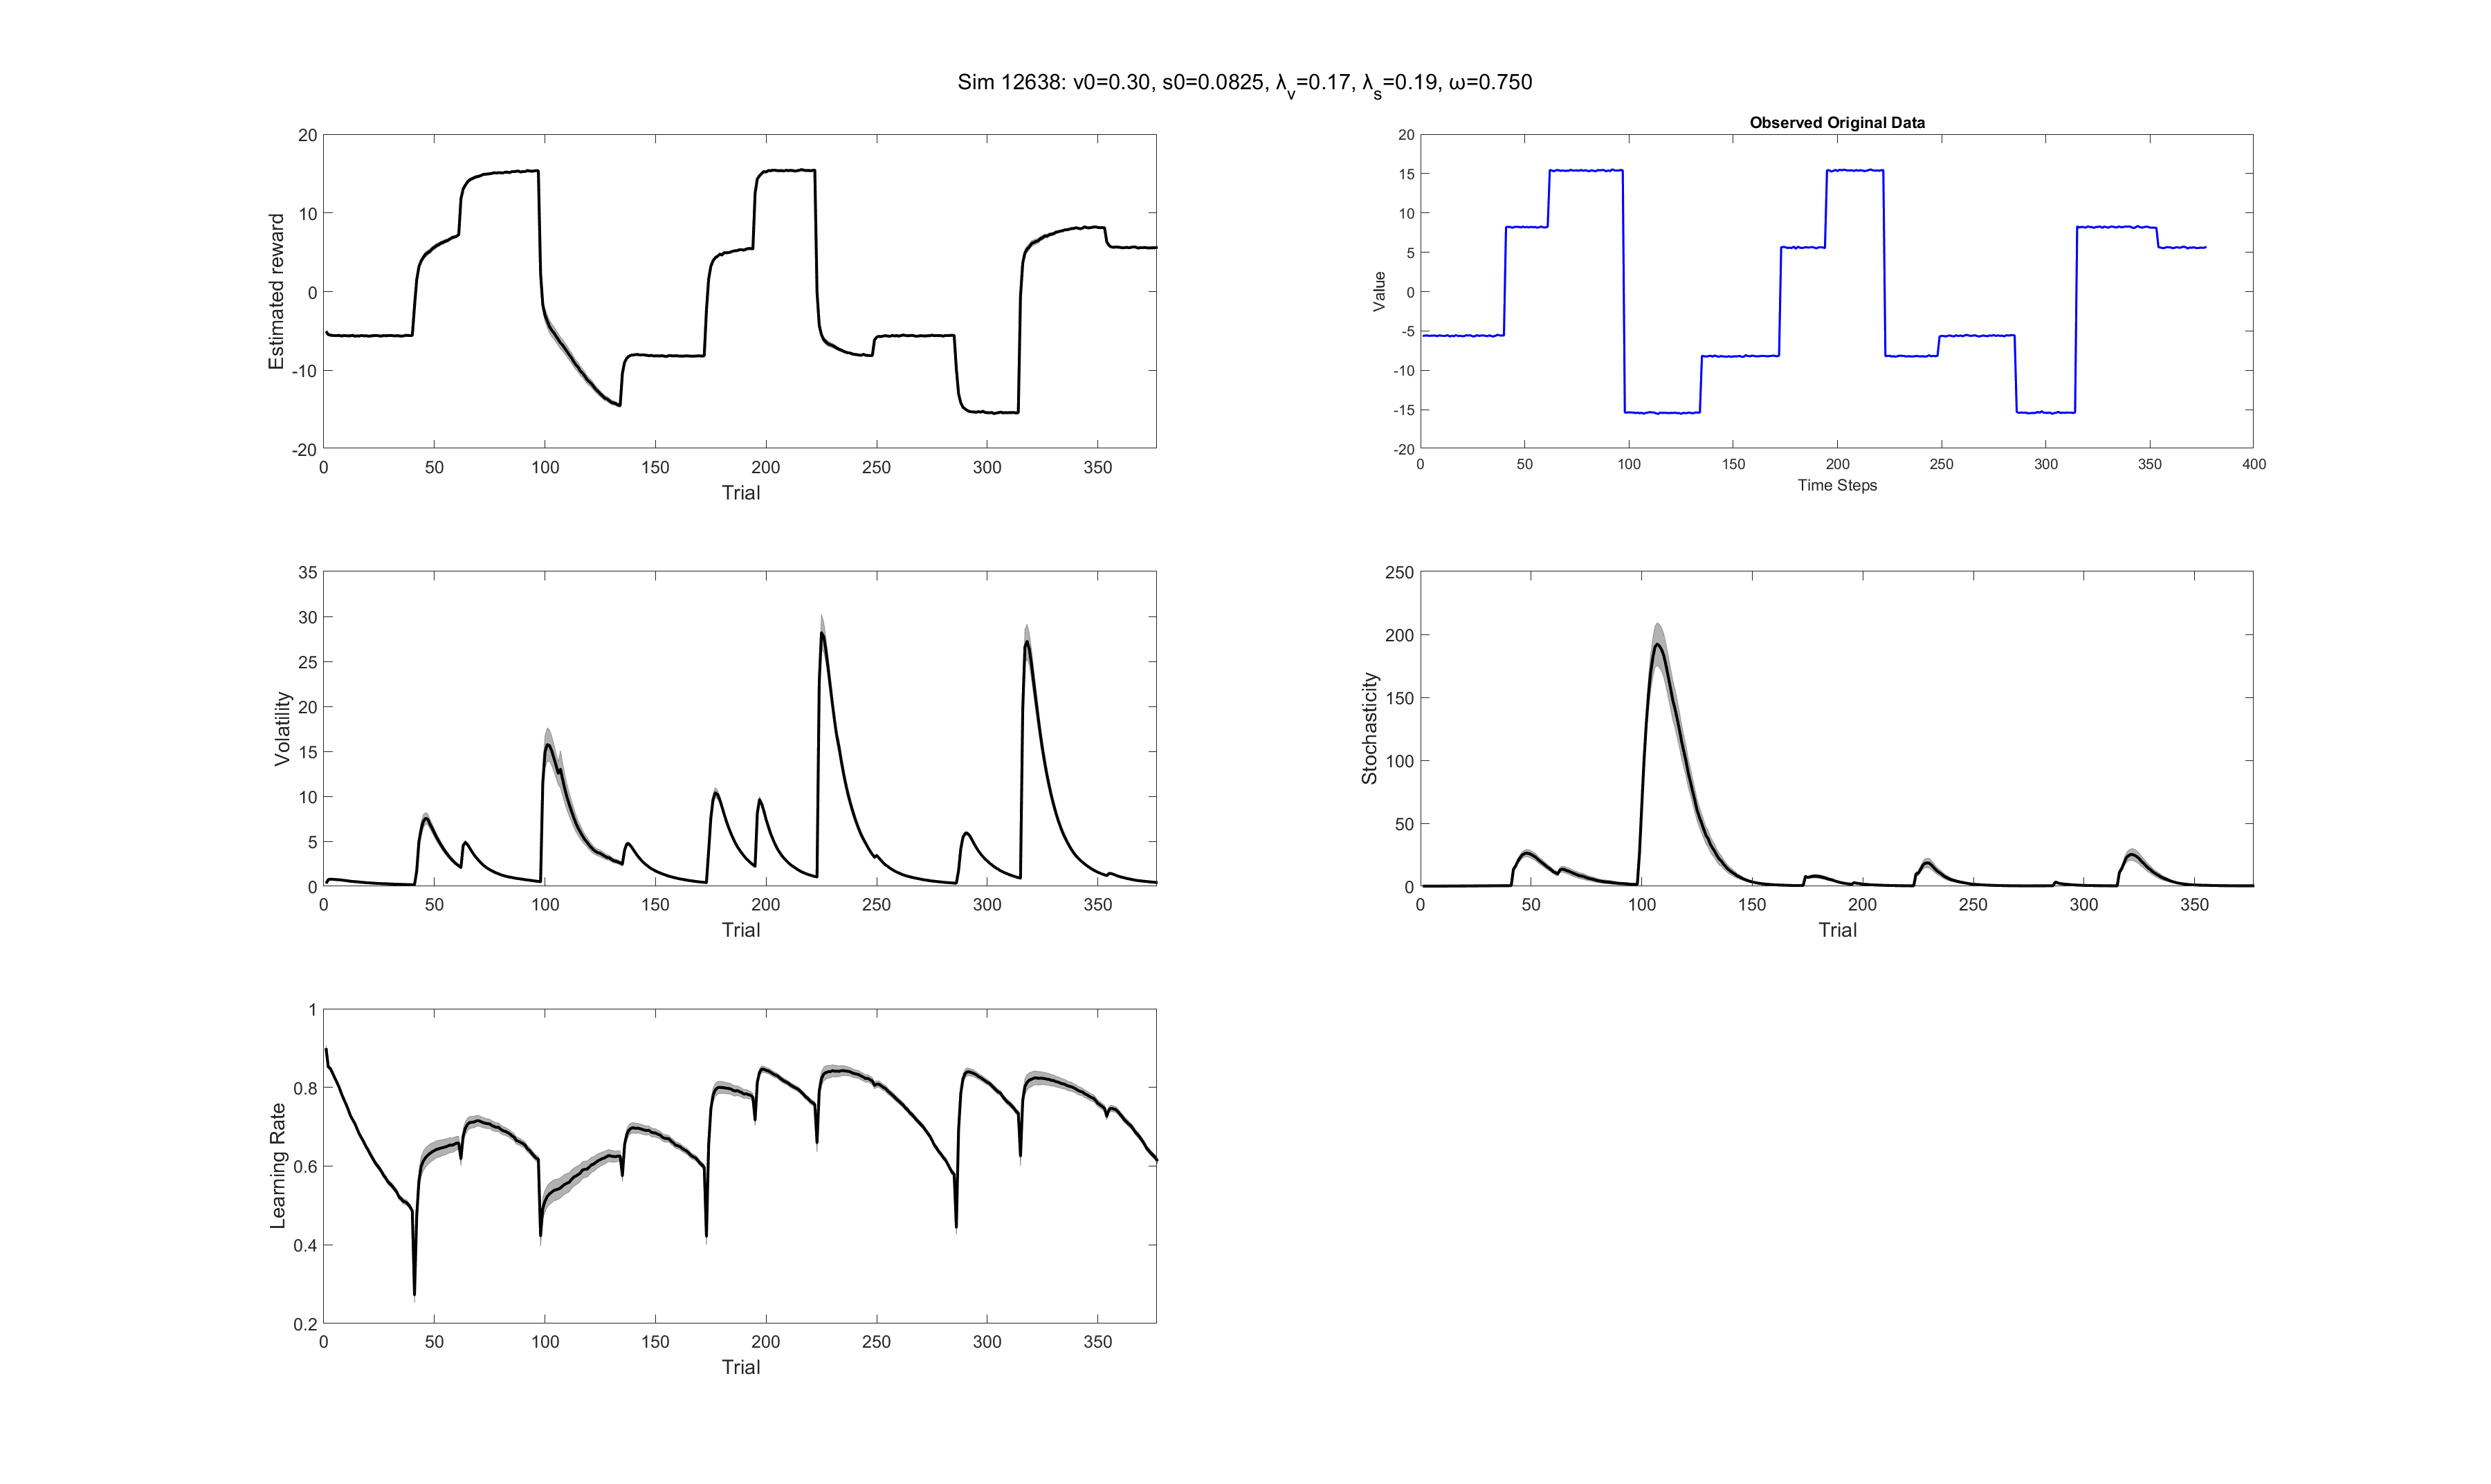 Sim 12638: v0=0.30, s0=0.0825, λv=0.17, λs=0.19, ω=0.750
Estimated reward
20
10
0
-10
-20
0 50 100 150 200 250 300 350
Trial
Observed Original Data
Value
20
15
10
5
0
-5
-10
-15
-20
0 50 100 150 200 250 300 350 400
Time Steps
Volatility
35
30
25
20
15
10
5
0
0 50 100 150 200 250 300 350
Trial
Stochasticity
250
200
150
100
50
0
0 50 100 150 200 250 300 350
Trial
Learning Rate
1
0.8
0.6
0.4
0.2
0 50 100 150 200 250 300 350
Trial